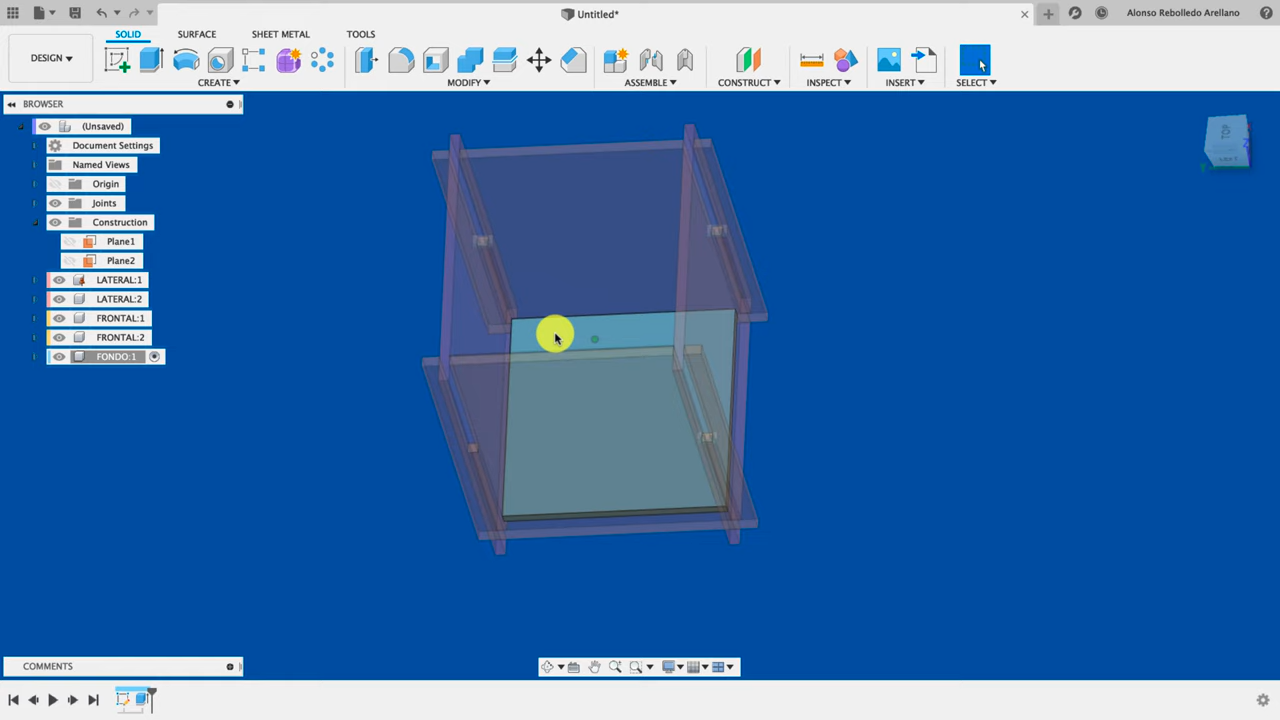 Untitled*
Alonso Rebolledo Arellano
DESIGN
SOLID
SURFACE
SHEET METAL
TOOLS
CREATE
MODIFY
ASSEMBLE
CONSTRUCT
INSPECT
INSERT
SELECT
BROWSER
(Unsaved)
Document Settings
Named Views
Origin
Joints
Construction
Plane1
Plane2
LATERAL:1
LATERAL:2
FRONTAL:1
FRONTAL:2
FONDO:1
TOP
COMMENTS